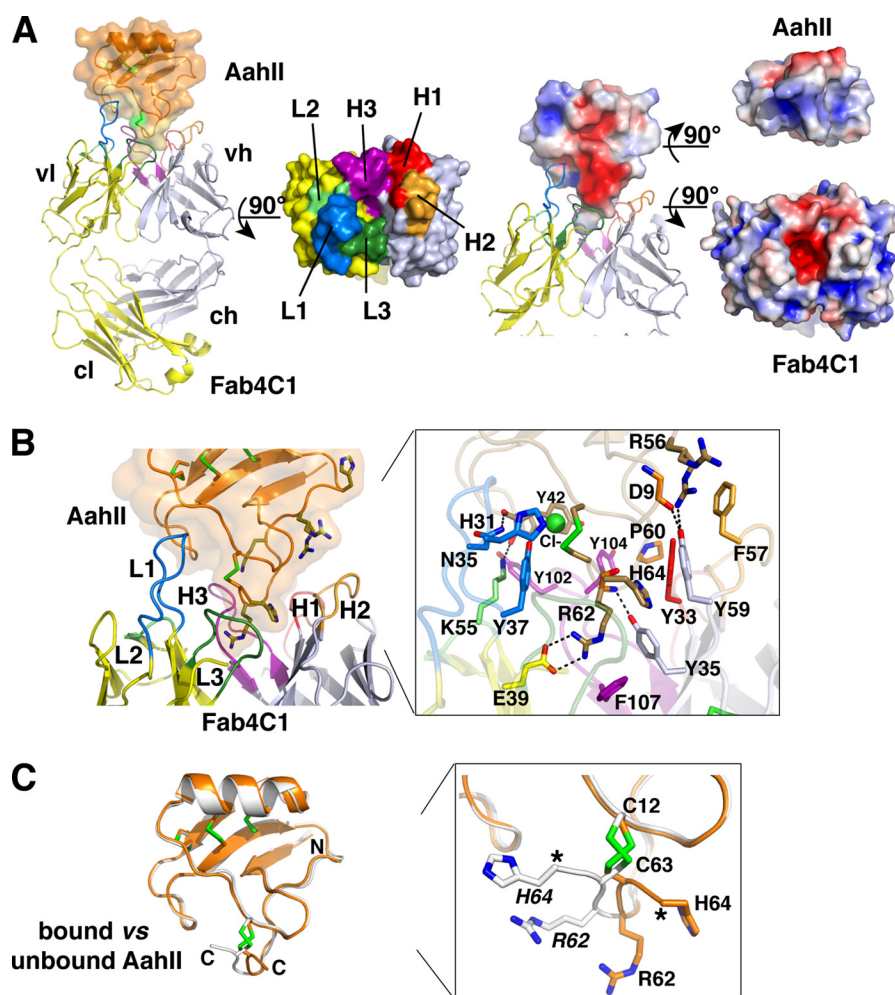 A
AahII
vl
vh
90°
ch
cl
Fab4C1
L2
H3
H1
H2
L1
L3
AahII
90°
90°
Fab4C1
B
AahII
L1
H3
H1
H2
L2
L3
Fab4C1
R56
D9
Y42
H31
Cl-
N35
Y104
P60
F57
H64
Y102
K55
Y37
R62
Y33
Y59
E39
Y35
F107
C
N
bound vs
unbound AahII
C
C
C12
*
C63
H64
H64
*
R62
R62